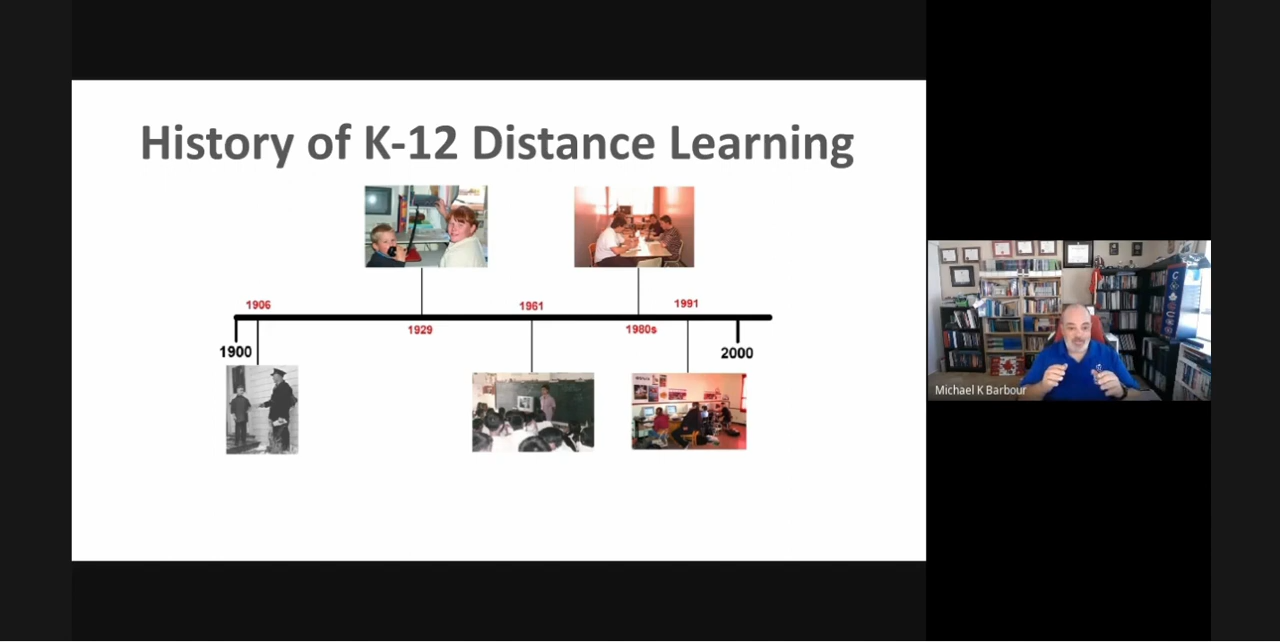 History of K-12 Distance Learning
1906
1961
1991
1929
1980s
1900
2000
Michael K Barbour